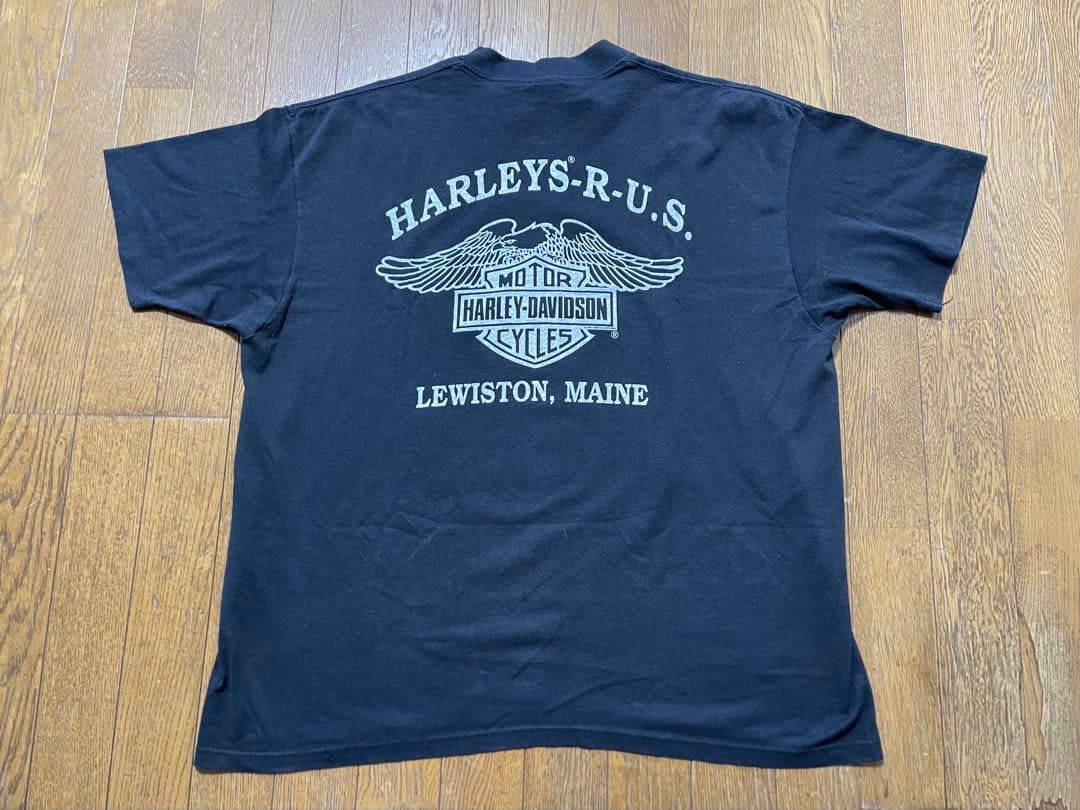 HARLEYS®-R-U.S.
MOTOR
HARLEY-DAVIDSON
CYCLES
®
LEWISTON, MAINE